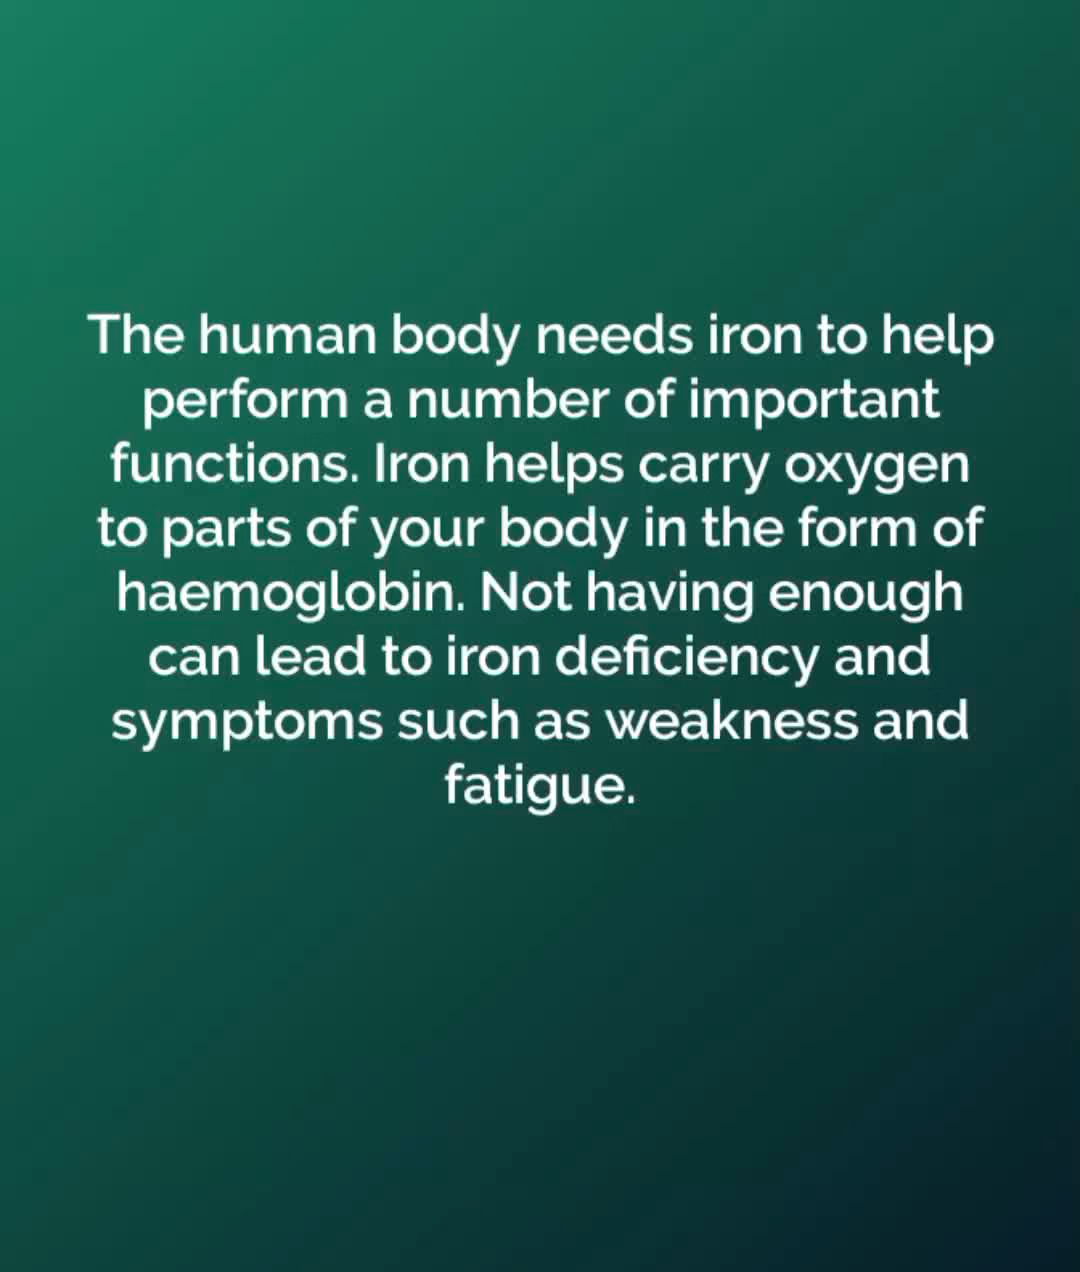 The human body needs iron to help
perform a number of important
functions. Iron helps carry oxygen
to parts of your body in the form of
haemoglobin. Not having enough
can lead to iron deficiency and
symptoms such as weakness and
fatigue.